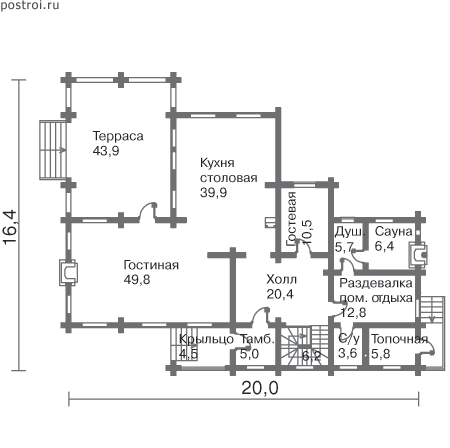 postroi.ru
Терраса
43,9
Кухня
столовая
39,9
Гостевая
10,5
Душ.
5,7
Сауна
6,4
16,4
Гостиная
49,8
Холл
20,4
Раздевалка
пом. отдыха
12,8
Крыльцо
4,5
Тамб.
5,0
6,2
С/у
3,6
Топочная
5,8
20,0